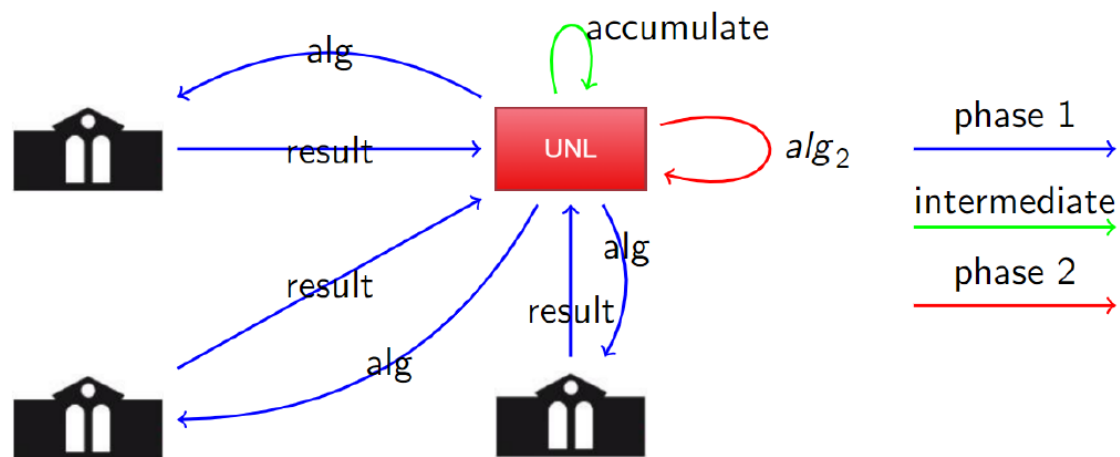 accumulate
alg
phase 1
result
UNL
alg₂
intermediate
alg
phase 2
result
result
alg